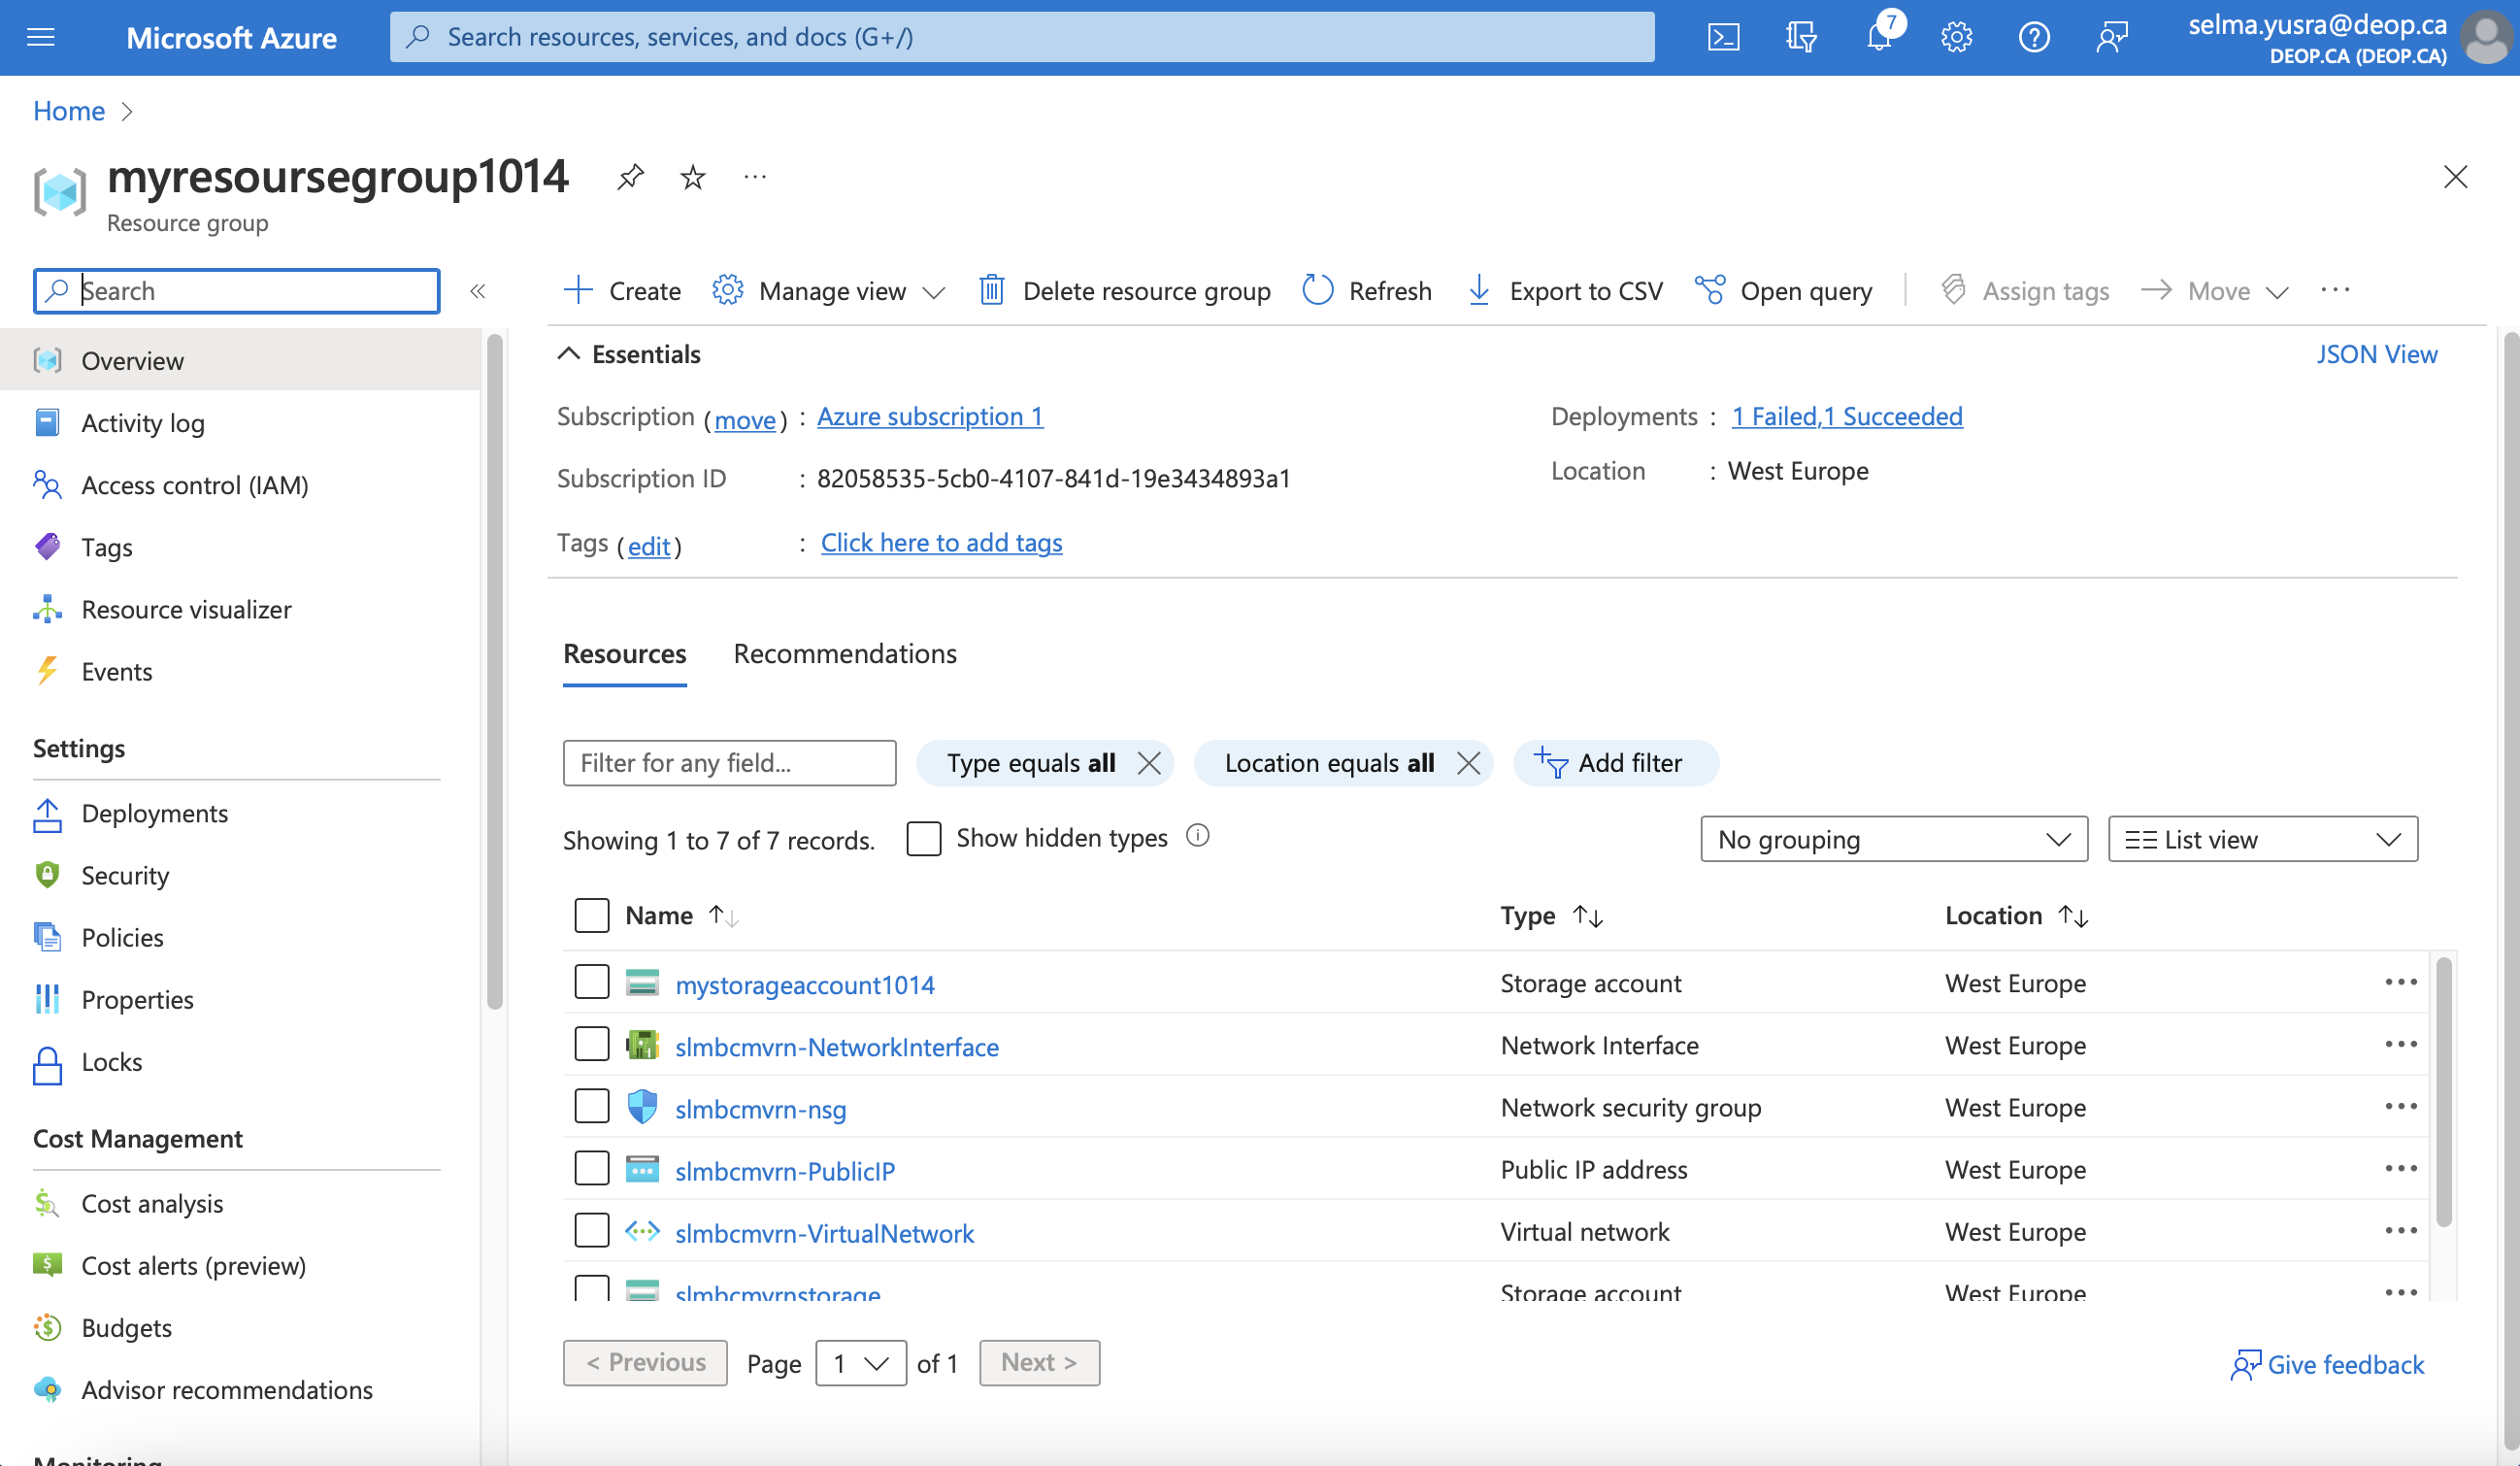 Microsoft Azure
Search resources, services, and docs (G+/)
7
selma.yusra@deop.ca
DEOP.CA (DEOP.CA)
Home
myresoursegroup1014
Resource group
Search
Create
Manage view
Delete resource group
Refresh
Export to CSV
Open query
Assign tags
Move
Overview
Activity log
Access control (IAM)
Tags
Resource visualizer
Events
Settings
Deployments
Security
Policies
Properties
Locks
Cost Management
Cost analysis
Cost alerts (preview)
Budgets
Advisor recommendations
Monitoring
Essentials
JSON View
Subscription (move) : Azure subscription 1
Deployments : 1 Failed,1 Succeeded
Subscription ID : 82058535-5cb0-4107-841d-19e3434893a1
Location : West Europe
Tags (edit) : Click here to add tags
Resources Recommendations
Filter for any field...
Type equals all
Location equals all
Add filter
Showing 1 to 7 of 7 records.
Show hidden types
No grouping
List view
Name Type Location
mystorageaccount1014 Storage account West Europe
slmbcmvrn-NetworkInterface Network Interface West Europe
slmbcmvrn-nsg Network security group West Europe
slmbcmvrn-PublicIP Public IP address West Europe
slmbcmvrn-VirtualNetwork Virtual network West Europe
slmbcmvrnstorage Storage account West Europe
< Previous Page 1 of 1 Next >
Give feedback